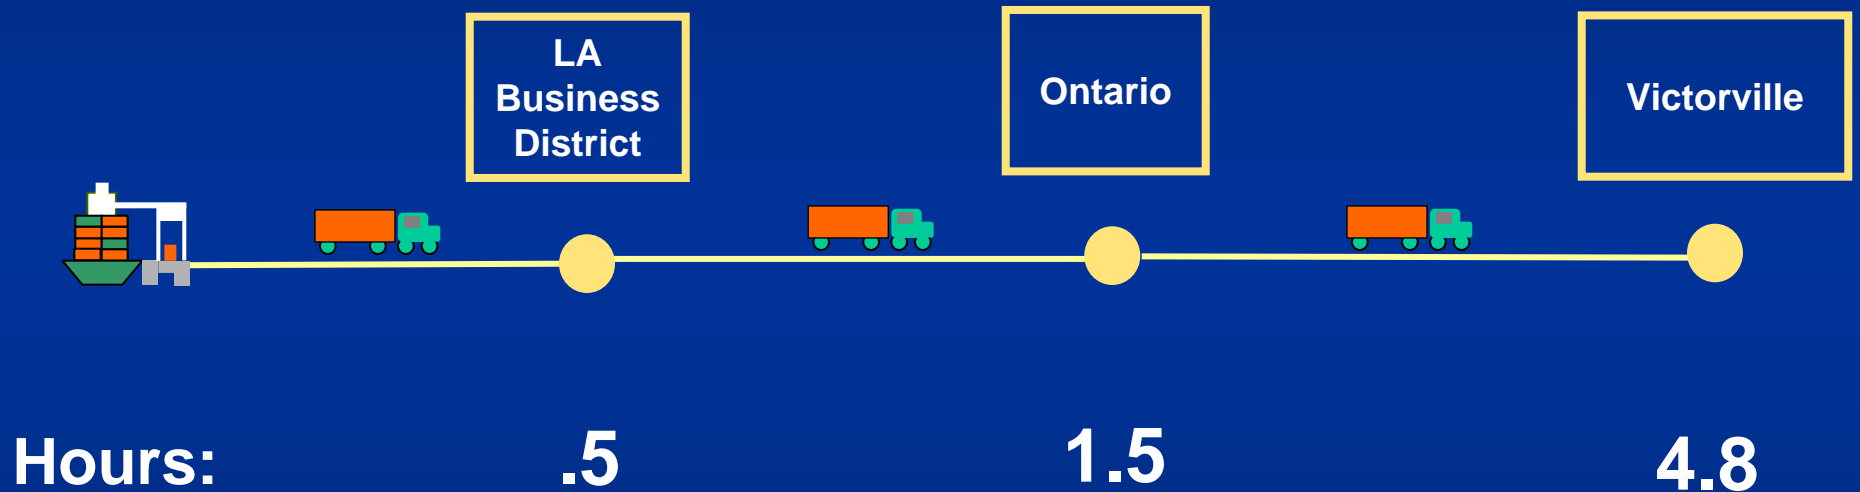 LA
Business
District
Ontario
Victorville
Hours: .5 1.5 4.8